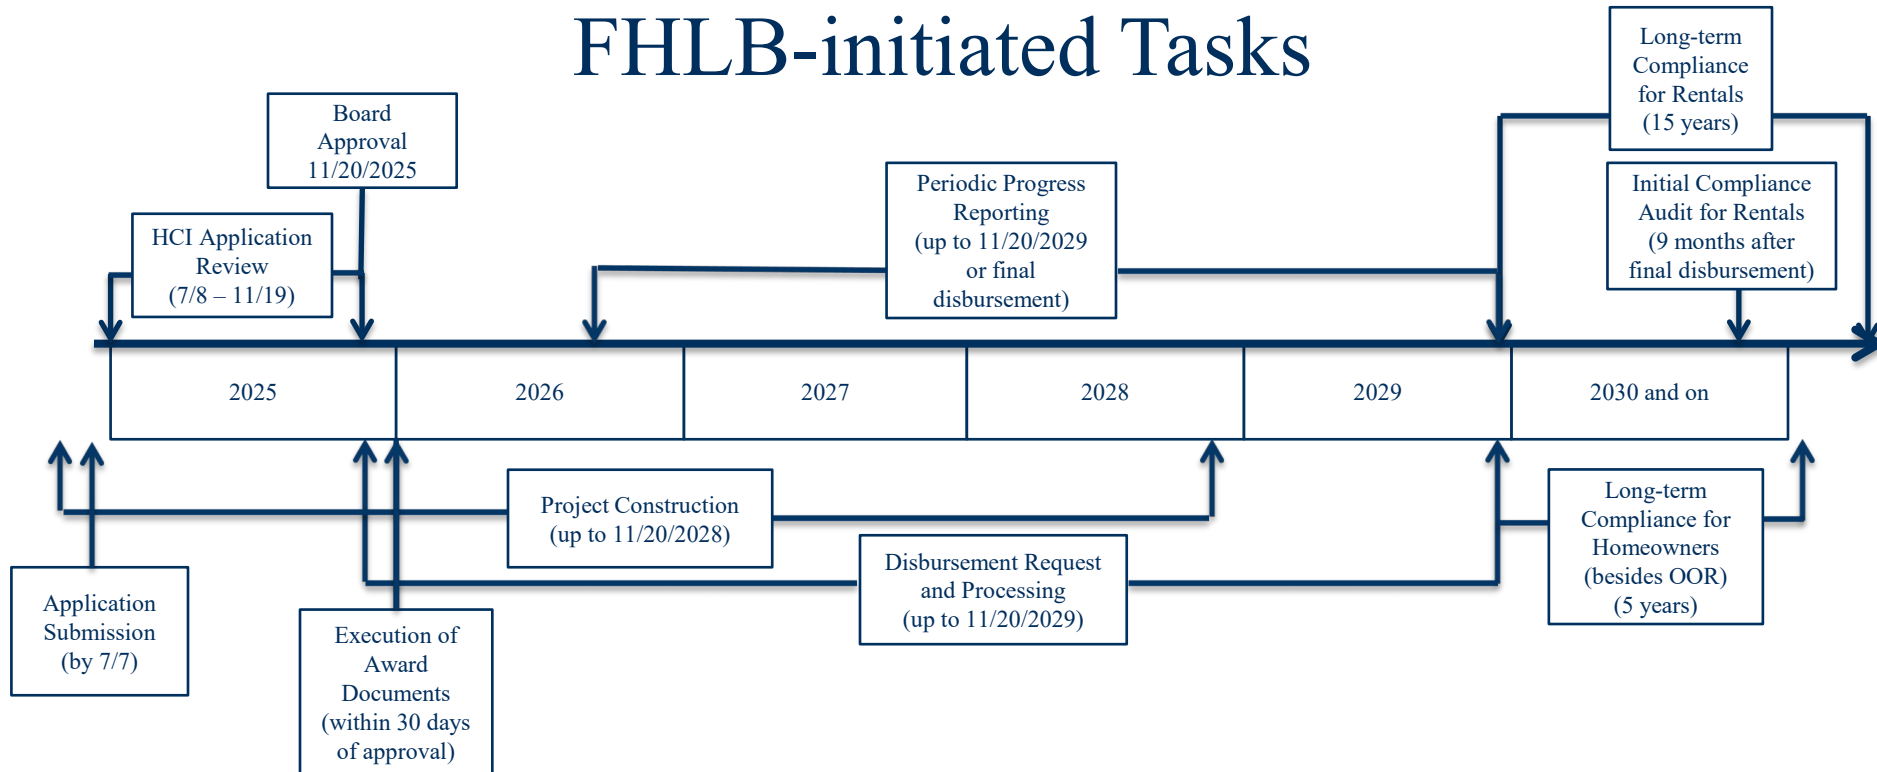 FHLB-initiated Tasks
Long-term
Compliance
for Rentals
(15 years)
Board
Approval
11/20/2025
Periodic Progress
Reporting
(up to 11/20/2029
or final
disbursement)
Initial Compliance
Audit for Rentals
(9 months after
final disbursement)
HCI Application
Review
(7/8 – 11/19)
2025
2026
2027
2028
2029
2030 and on
Project Construction
(up to 11/20/2028)
Long-term
Compliance for
Homeowners
(besides OOR)
(5 years)
Disbursement Request
and Processing
(up to 11/20/2029)
Application
Submission
(by 7/7)
Execution of
Award
Documents
(within 30 days
of approval)